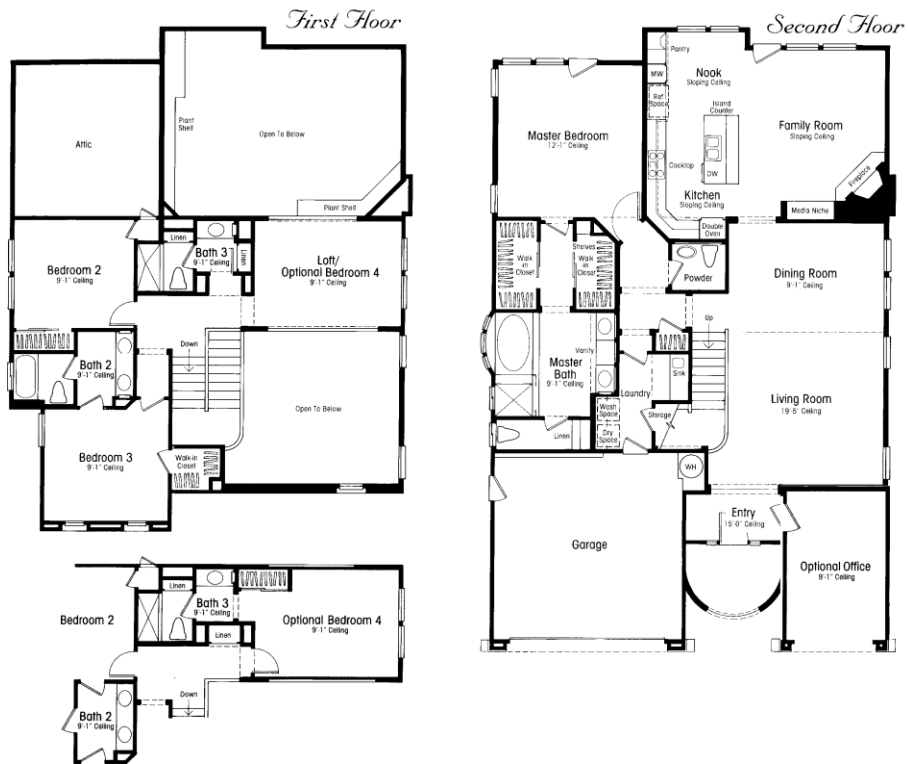 First Floor
Attic
Plant
Shelf
Open To Below
Plant Shelf
Bedroom 2
9'-1" Ceiling
Linen
Bath 3
9'-1" Ceiling
Linen
Loft/
Optional Bedroom 4
9'-1" Ceiling
Bath 2
9'-1" Ceiling
Down
Open To Below
Bedroom 3
9'-1" Ceiling
Walk-in
Closet
Bedroom 2
Linen
Bath 3
9'-1" Ceiling
Linen
Optional Bedroom 4
9'-1" Ceiling
Down
Bath 2
9'-1" Ceiling
Second Floor
Pantry
MW
Ref
Space
Nook
Sloping Ceiling
Island
Counter
Family Room
Sloping Ceiling
Master Bedroom
12'-1" Ceiling
Cooktop
DW
Kitchen
Sloping Ceiling
Fireplace
Media Niche
Double
Oven
Walk-in
Closet
Shelves
Walk-in
Closet
Powder
Dining Room
9'-1" Ceiling
Up
Vanity
Master
Bath
9'-1" Ceiling
Laundry
Sink
Living Room
19'-5" Ceiling
Wash
Space
Dry
Space
Storage
Linen
WH
Garage
Entry
15'-0" Ceiling
Optional Office
9'-1" Ceiling